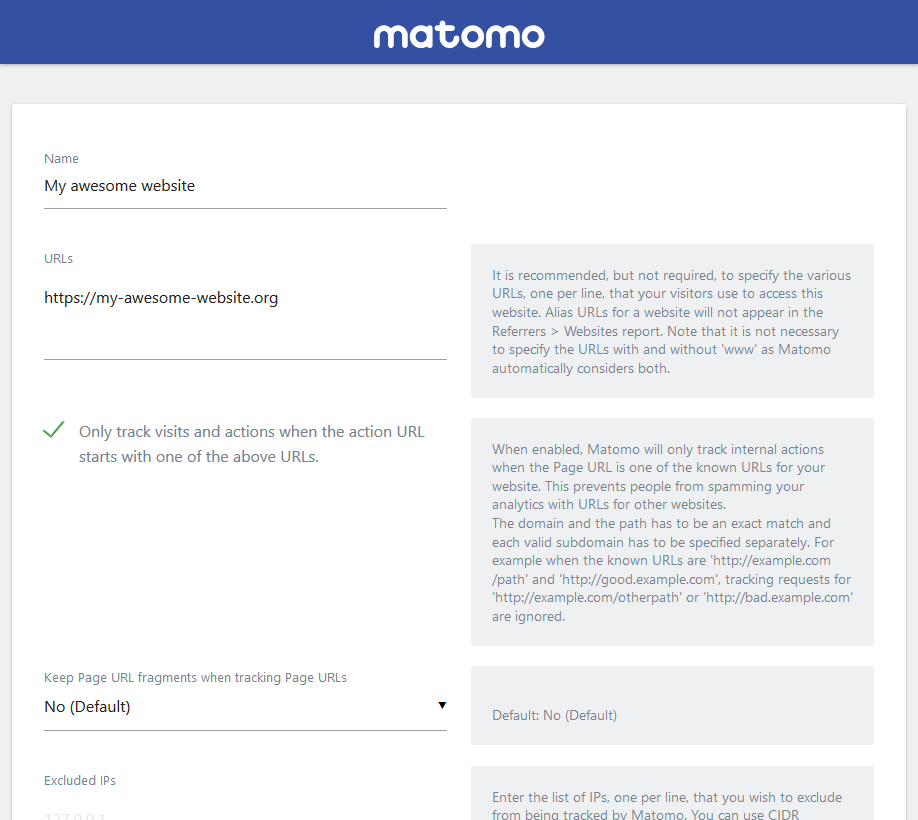 matomo
Name
My awesome website
URLs
https://my-awesome-website.org
It is recommended, but not required, to specify the various
URLs, one per line, that your visitors use to access this
website. Alias URLs for a website will not appear in the
Referrers > Websites report. Note that it is not necessary
to specify the URLs with and without 'www' as Matomo
automatically considers both.
Only track visits and actions when the action URL
starts with one of the above URLs.
When enabled, Matomo will only track internal actions
when the Page URL is one of the known URLs for your
website. This prevents people from spamming your
analytics with URLs for other websites.
The domain and the path has to be an exact match and
each valid subdomain has to be specified separately. For
example when the known URLs are 'http://example.com
/path' and 'http://good.example.com', tracking requests for
'http://example.com/otherpath' or 'http://bad.example.com'
are ignored.
Keep Page URL fragments when tracking Page URLs
No (Default)
Default: No (Default)
Excluded IPs
127.0.0.1
Enter the list of IPs, one per line, that you wish to exclude
from being tracked by Matomo. You can use CIDR